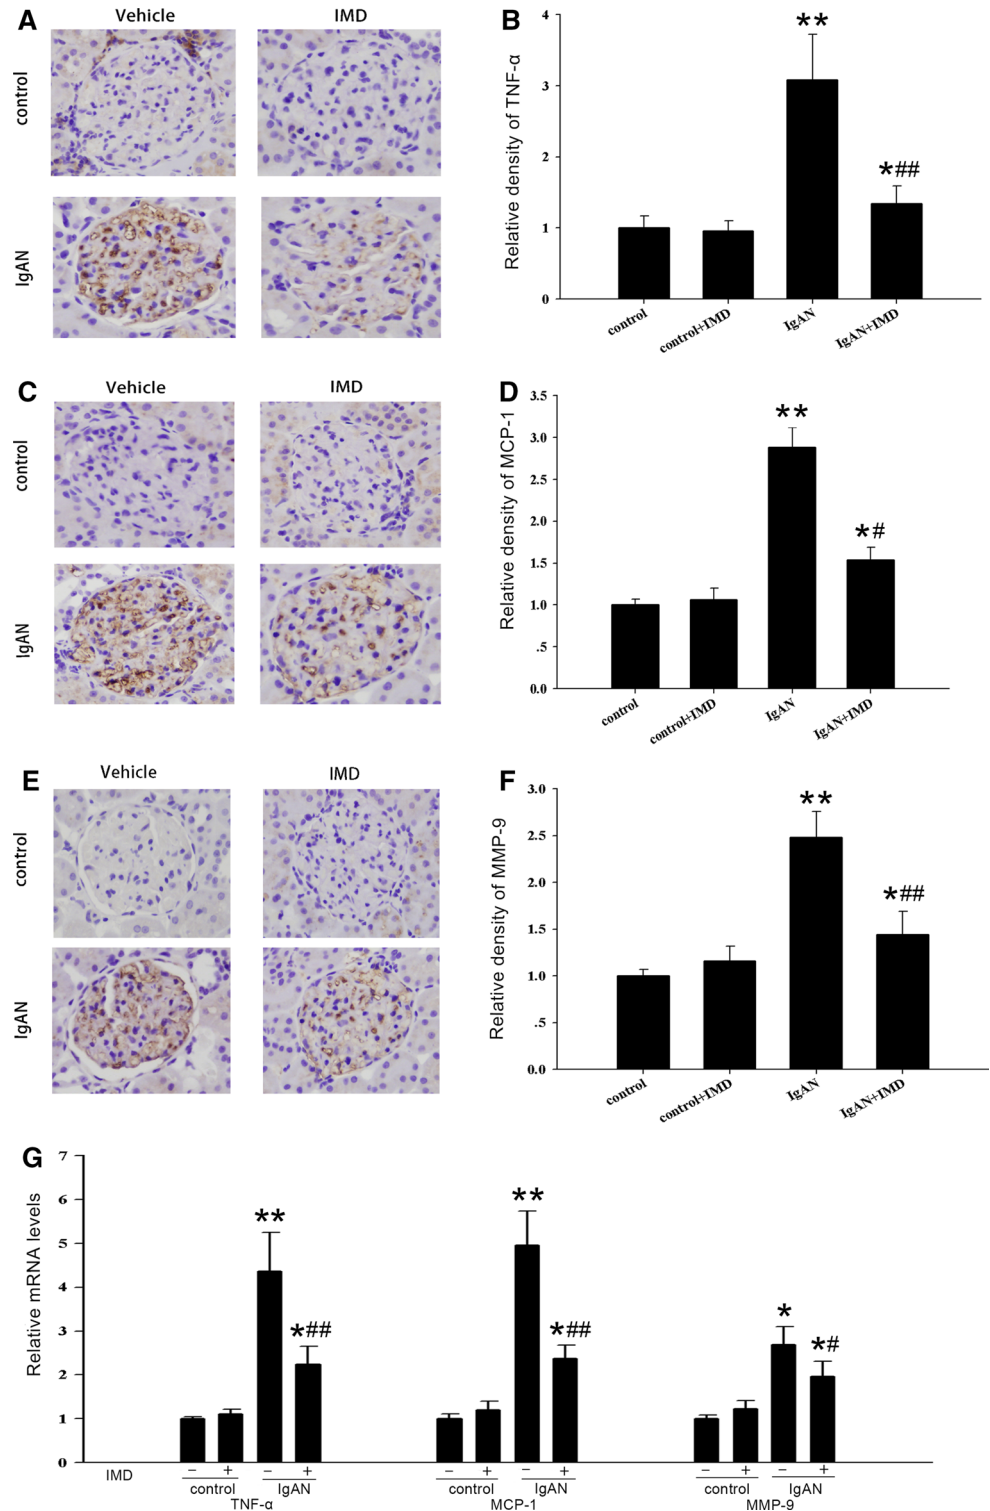 A
Vehicle
IMD
control
IgAN
B
Relative density of TNF-α
4
3
2
1
0
**
*##
control
control+IMD
IgAN
IgAN+IMD
C
Vehicle
IMD
control
IgAN
D
Relative density of MCP-1
3.5
3.0
2.5
2.0
1.5
1.0
.5
0.0
**
*#
control
control+IMD
IgAN
IgAN+IMD
E
Vehicle
IMD
control
IgAN
F
Relative density of MMP-9
3.0
2.5
2.0
1.5
1.0
.5
0.0
**
*##
control
control+IMD
IgAN
IgAN+IMD
G
Relative mRNA levels
7
6
5
4
3
2
1
0
**
*##
**
*##
*
*#
IMD − + − + − + − + − + − +
control IgAN control IgAN control IgAN
TNF-α MCP-1 MMP-9